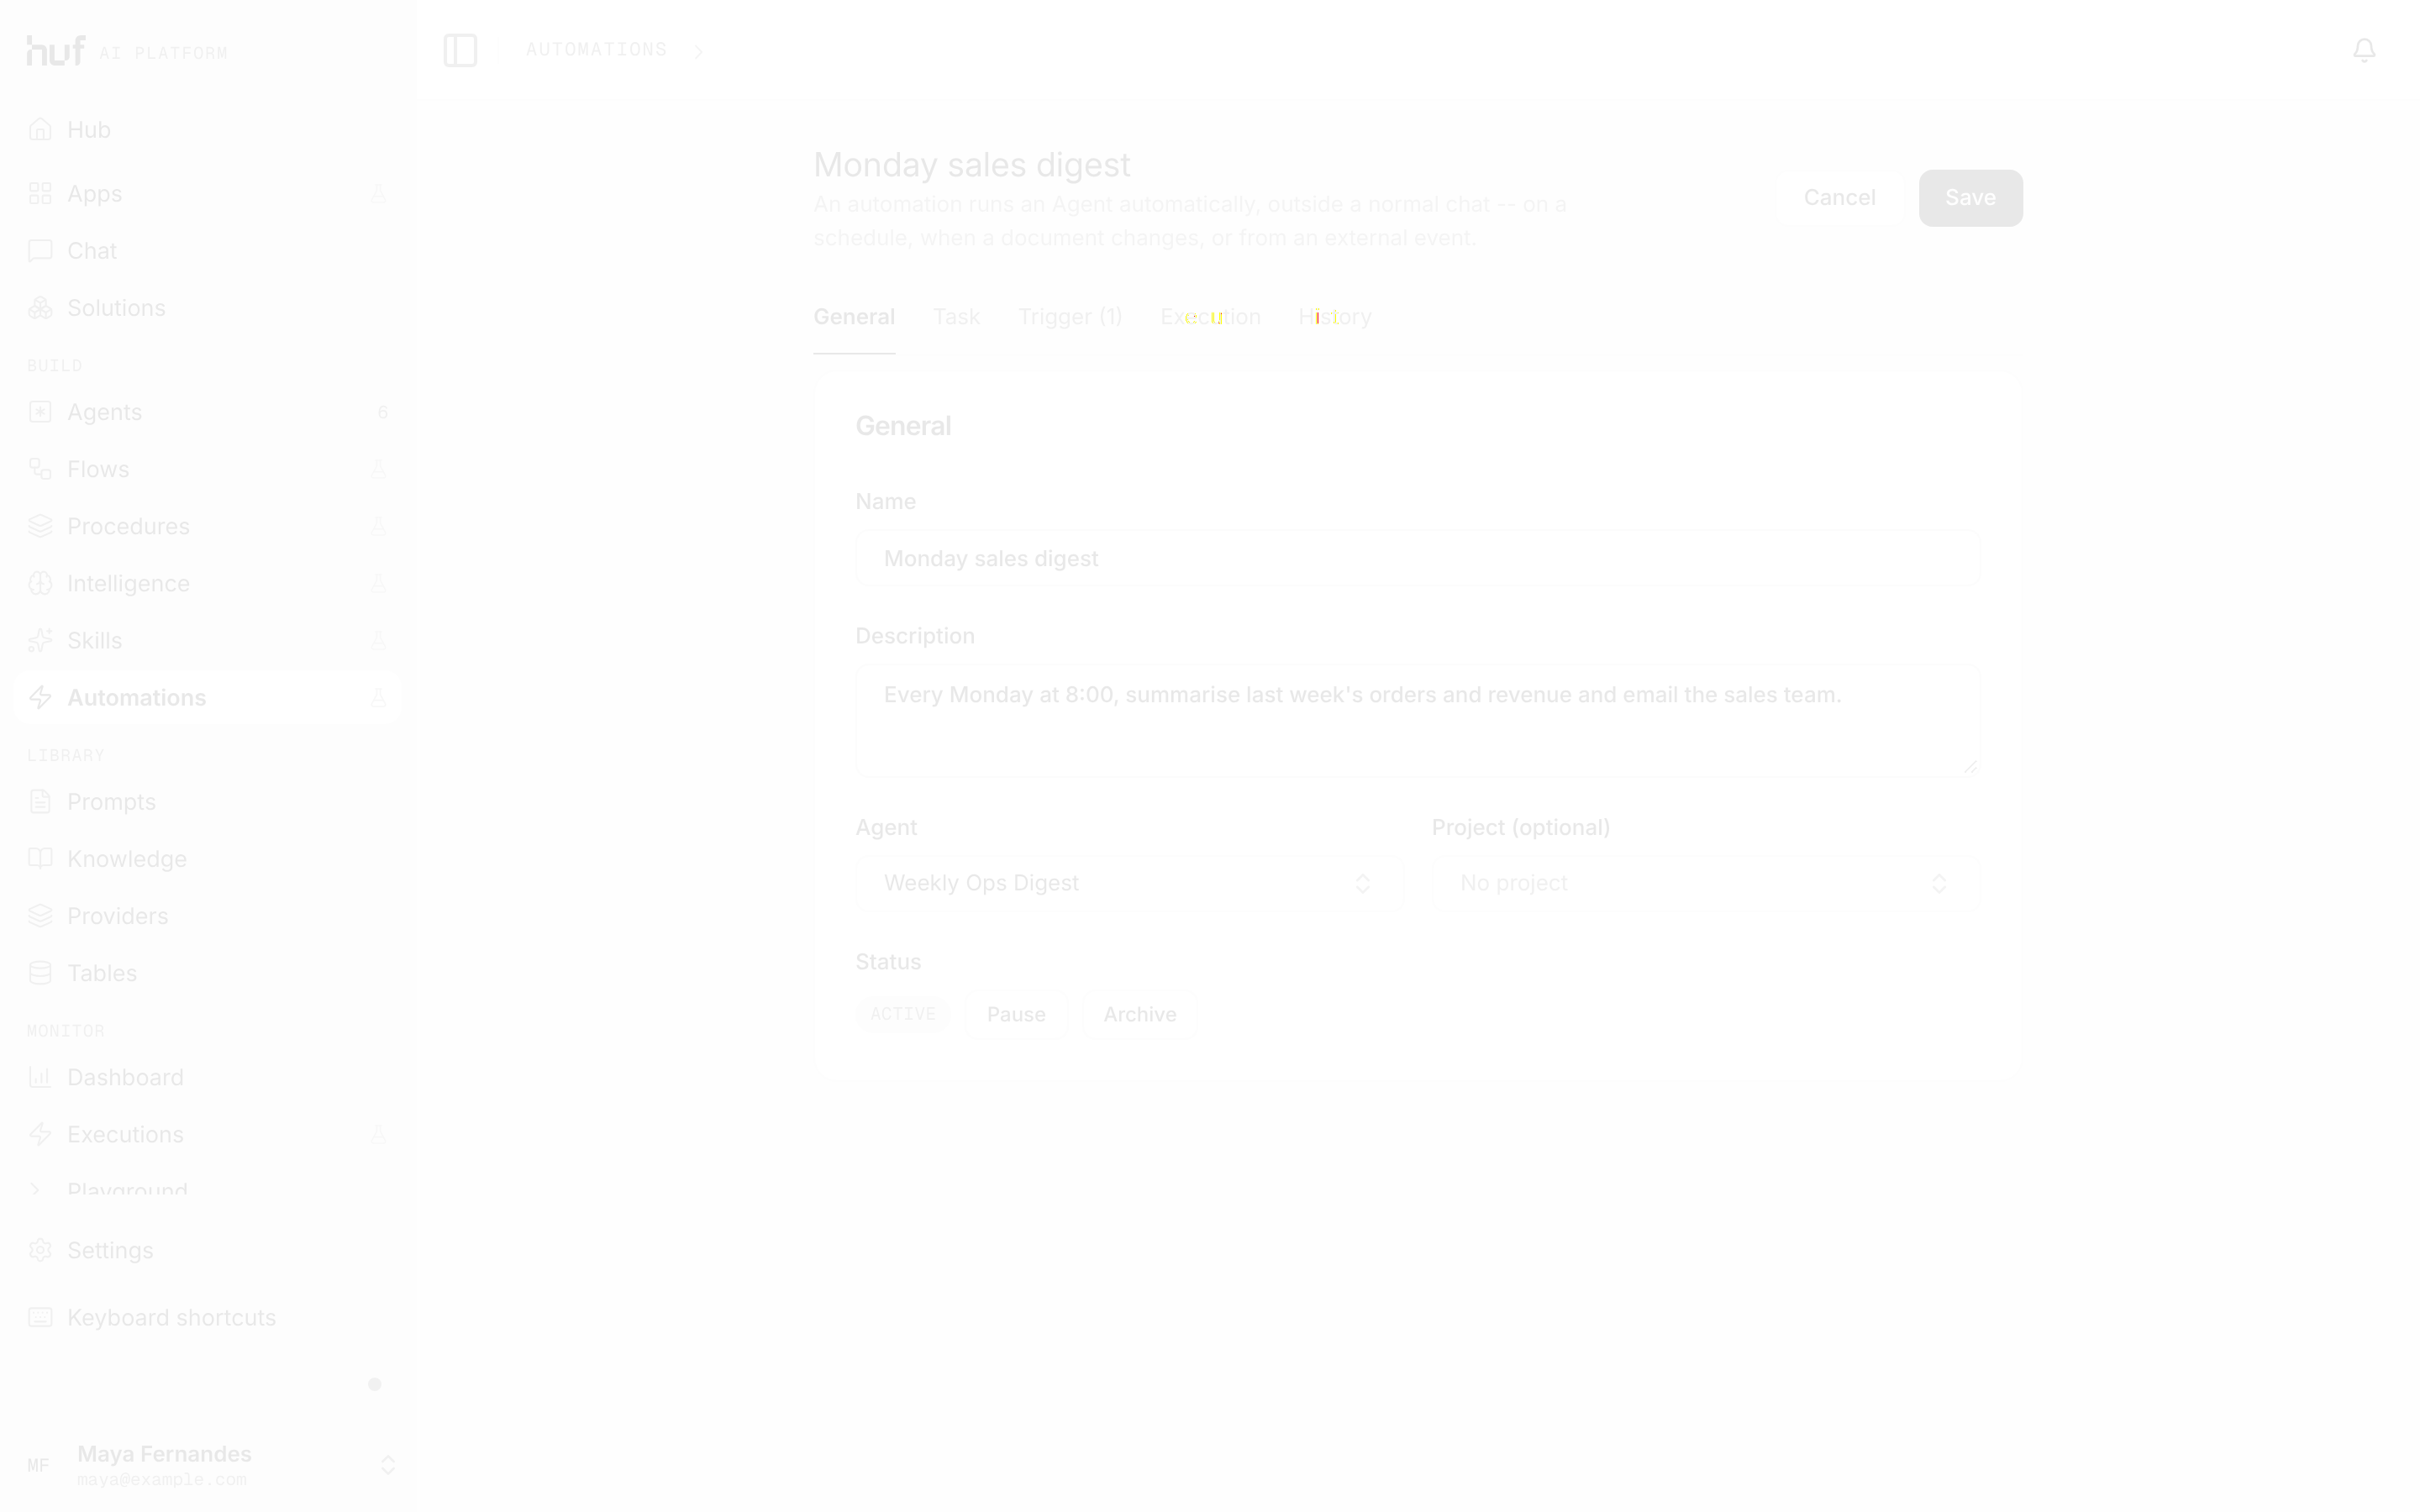 huf AI PLATFORM
Hub
Apps
Chat
Solutions
BUILD
Agents 6
Flows
Procedures
Intelligence
Skills
Automations
LIBRARY
Prompts
Knowledge
Providers
Tables
MONITOR
Dashboard
Executions
Playground
Settings
Keyboard shortcuts
MF Maya Fernandes
maya@example.com
AUTOMATIONS
Monday sales digest
An automation runs an Agent automatically, outside a normal chat -- on a
schedule, when a document changes, or from an external event.
Cancel Save
General Task Trigger (1) Execution History
General
Name
Monday sales digest
Description
Every Monday at 8:00, summarise last week's orders and revenue and email the sales team.
Agent Project (optional)
Weekly Ops Digest No project
Status
ACTIVE Pause Archive